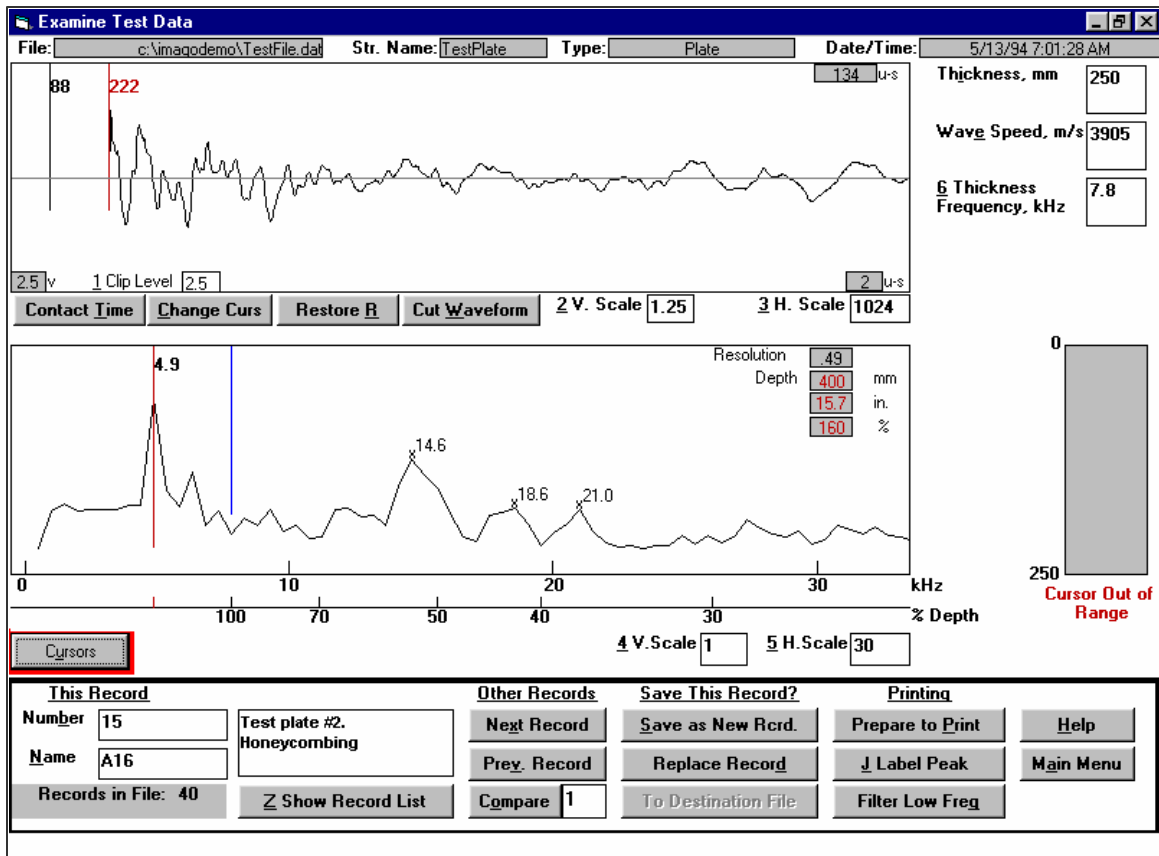 Examine Test Data
File: c:\imagodemo\TestFile.dat Str. Name: TestPlate Type: Plate Date/Time: 5/13/94 7:01:28 AM
88 222 134 u-s
Thickness, mm 250
Wave Speed, m/s 3905
6 Thickness Frequency, kHz 7.8
2.5 v 1 Clip Level 2.5 2 u-s
Contact Time Change Curs Restore R Cut Waveform 2 V. Scale 1.25 3 H. Scale 1024
4.9
Resolution .49
Depth 400 mm
15.7 in.
160 %
14.6
18.6 21.0
0
250
Cursor Out of
Range
0 10 20 30 kHz
100 70 50 40 30 % Depth
Cursors 4 V.Scale 1 5 H.Scale 30
This Record Other Records Save This Record? Printing
Number 15 Test plate #2. Next Record Save as New Rcrd. Prepare to Print Help
Honeycombing
Name A16 Prev. Record Replace Record J Label Peak Main Menu
Records in File: 40 Z Show Record List Compare 1 To Destination File Filter Low Freq